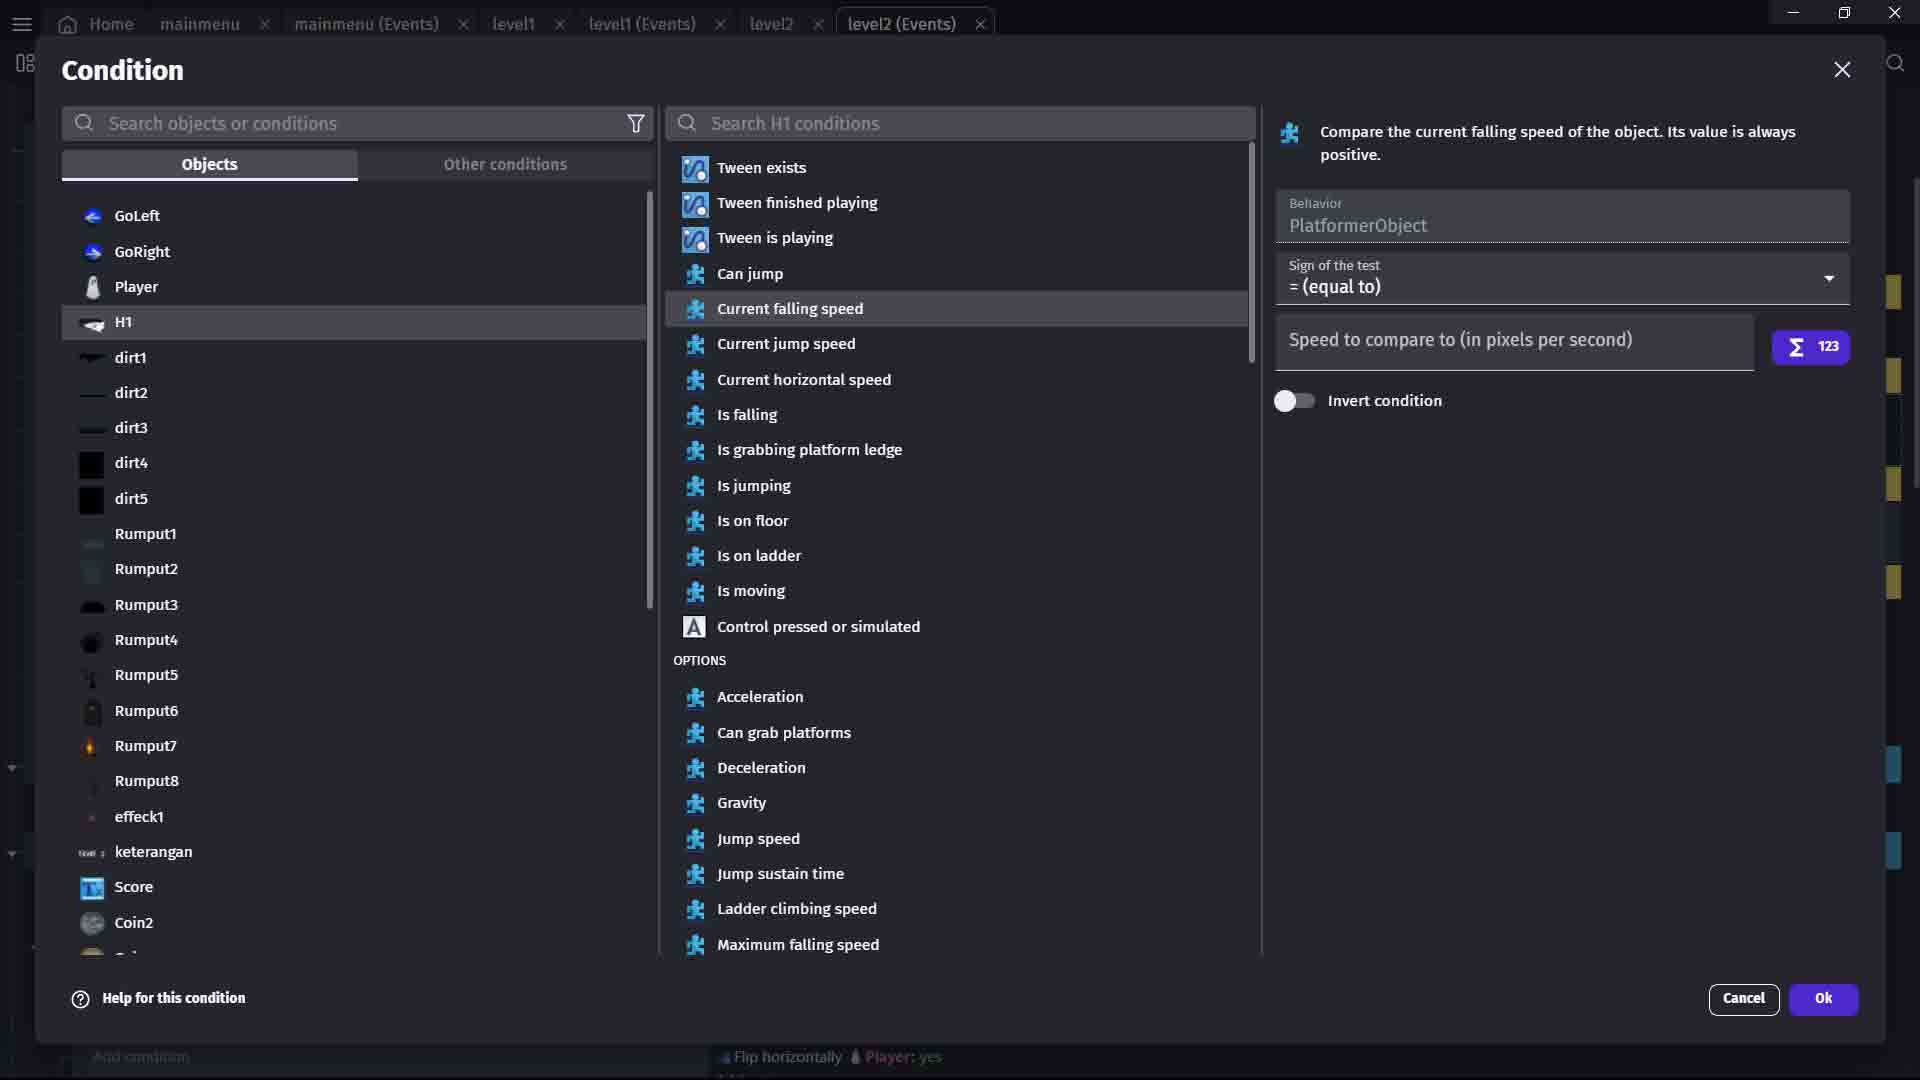 Home
mainmenu
mainmenu (Events)
level1
level1 (Events)
level2
level2 (Events)
Condition
Search objects or conditions
Objects
Other conditions
GoLeft
GoRight
Player
H1
dirt1
dirt2
dirt3
dirt4
dirt5
Rumput1
Rumput2
Rumput3
Rumput4
Rumput5
Rumput6
Rumput7
Rumput8
effeck1
keterangan
Score
Coin2
Search H1 conditions
Tween exists
Tween finished playing
Tween is playing
Can jump
Current falling speed
Current jump speed
Current horizontal speed
Is falling
Is grabbing platform ledge
Is jumping
Is on floor
Is on ladder
Is moving
A
Control pressed or simulated
OPTIONS
Acceleration
Can grab platforms
Deceleration
Gravity
Jump speed
Jump sustain time
Ladder climbing speed
Maximum falling speed
Compare the current falling speed of the object. Its value is always
positive.
Behavior
PlatformerObject
Sign of the test
= (equal to)
Speed to compare to (in pixels per second)
Σ 123
Invert condition
Help for this condition
Cancel
Ok
Add condition
Flip horizontally Player: yes